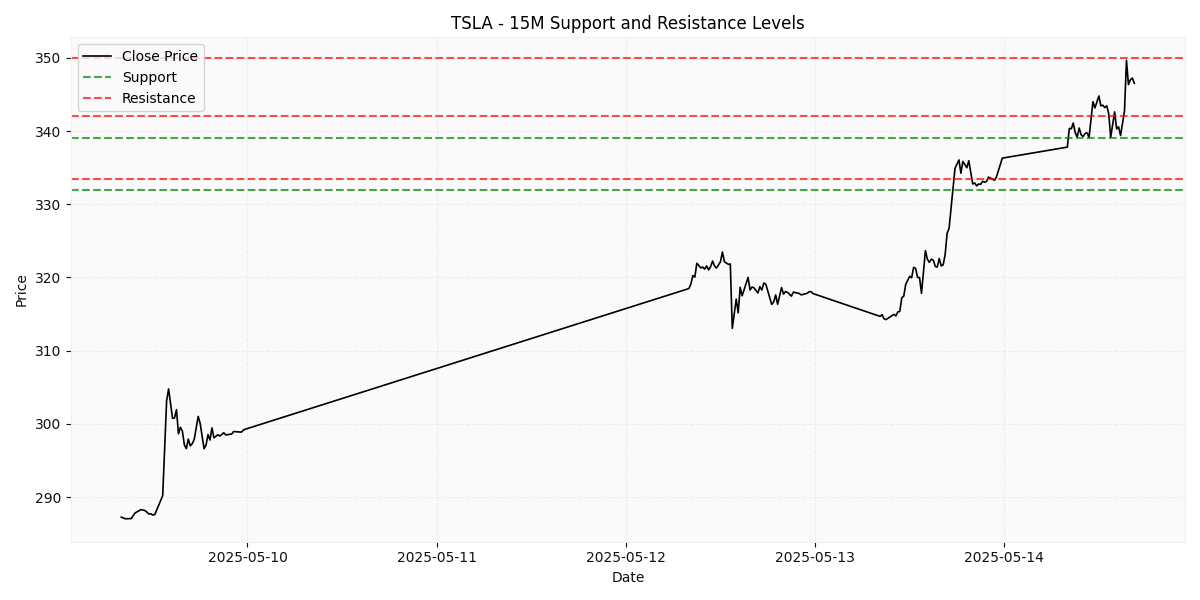 TSLA - 15M Support and Resistance Levels
Close Price
Support
Resistance
Price
350
340
330
320
310
300
290
2025-05-10
2025-05-11
2025-05-12
2025-05-13
2025-05-14
Date